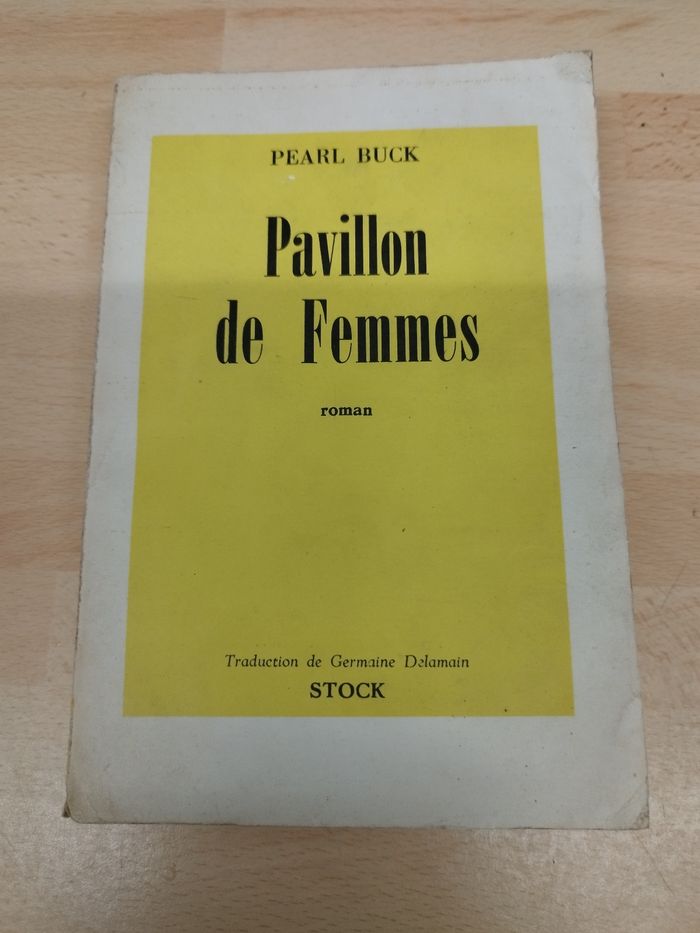 PEARL BUCK
Pavillon
de Femmes
roman
Traduction de Germaine Delamain
STOCK